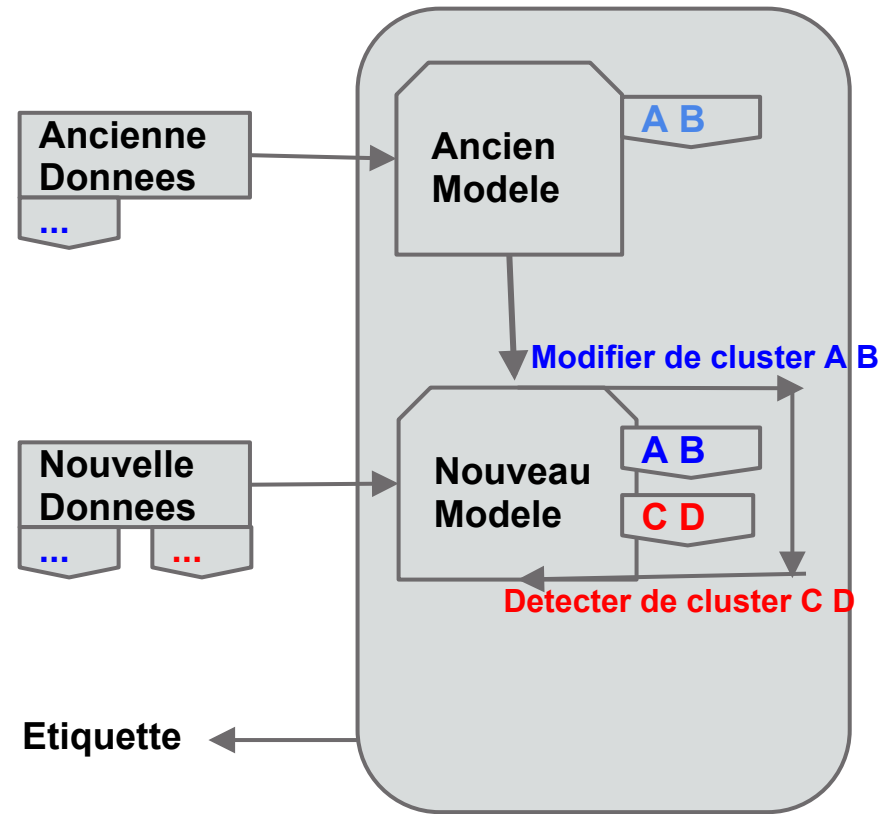 Ancienne
Donnees
...
Ancien
Modele
A B
Modifier de cluster A B
Nouvelle
Donnees
... ...
Nouveau
Modele
A B
C D
Detecter de cluster C D
Etiquette